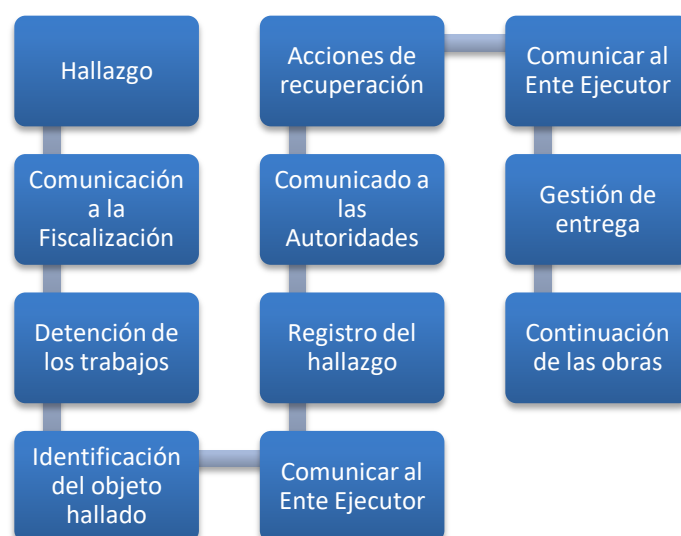 Hallazgo
Comunicación
a la
Fiscalización
Detención de
los trabajos
Identificación
del objeto
hallado
Comunicar al
Ente Ejecutor
Registro del
hallazgo
Comunicado a
las
Autoridades
Acciones de
recuperación
Comunicar al
Ente Ejecutor
Gestión de
entrega
Continuación
de las obras